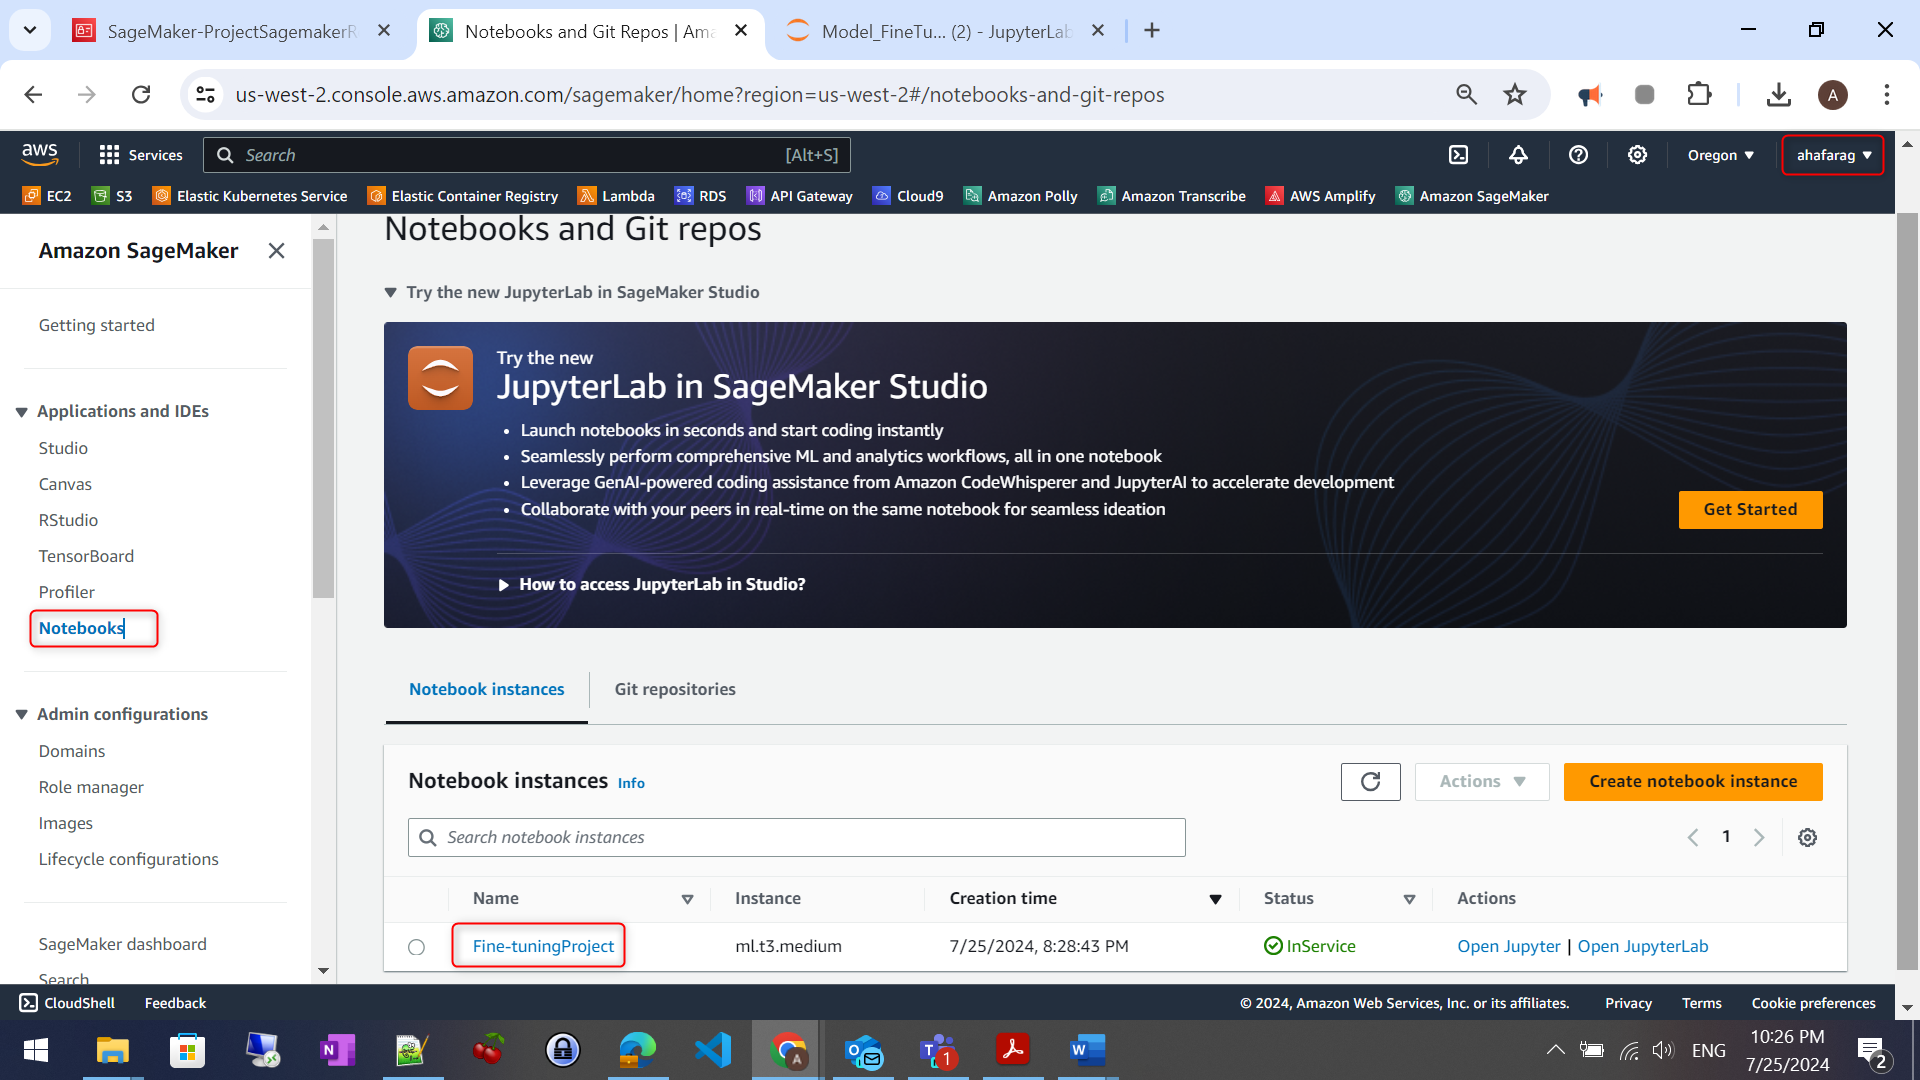 SageMaker-ProjectSagemakerR
Notebooks and Git Repos | Ama
Model_FineTu... (2) - JupyterLab
us-west-2.console.aws.amazon.com/sagemaker/home?region=us-west-2#/notebooks-and-git-repos
A
aws
Services
Search
[Alt+S]
Oregon
ahafarag
EC2
S3
Elastic Kubernetes Service
Elastic Container Registry
Lambda
RDS
API Gateway
Cloud9
Amazon Polly
Amazon Transcribe
AWS Amplify
Amazon SageMaker
Amazon SageMaker
Getting started
Applications and IDEs
Studio
Canvas
RStudio
TensorBoard
Profiler
Notebooks
Admin configurations
Domains
Role manager
Images
Lifecycle configurations
SageMaker dashboard
Search
Notebooks and Git repos
Try the new JupyterLab in SageMaker Studio
Try the new
JupyterLab in SageMaker Studio
• Launch notebooks in seconds and start coding instantly
• Seamlessly perform comprehensive ML and analytics workflows, all in one notebook
• Leverage GenAI-powered coding assistance from Amazon CodeWhisperer and JupyterAI to accelerate development
• Collaborate with your peers in real-time on the same notebook for seamless ideation
Get Started
How to access JupyterLab in Studio?
Notebook instances
Git repositories
Notebook instances Info
Actions
Create notebook instance
Search notebook instances
1
Name
Instance
Creation time
Status
Actions
Fine-tuningProject
ml.t3.medium
7/25/2024, 8:28:43 PM
InService
Open Jupyter | Open JupyterLab
CloudShell
Feedback
© 2024, Amazon Web Services, Inc. or its affiliates.
Privacy
Terms
Cookie preferences
N
A
T
1
W
ENG
10:26 PM
7/25/2024
2